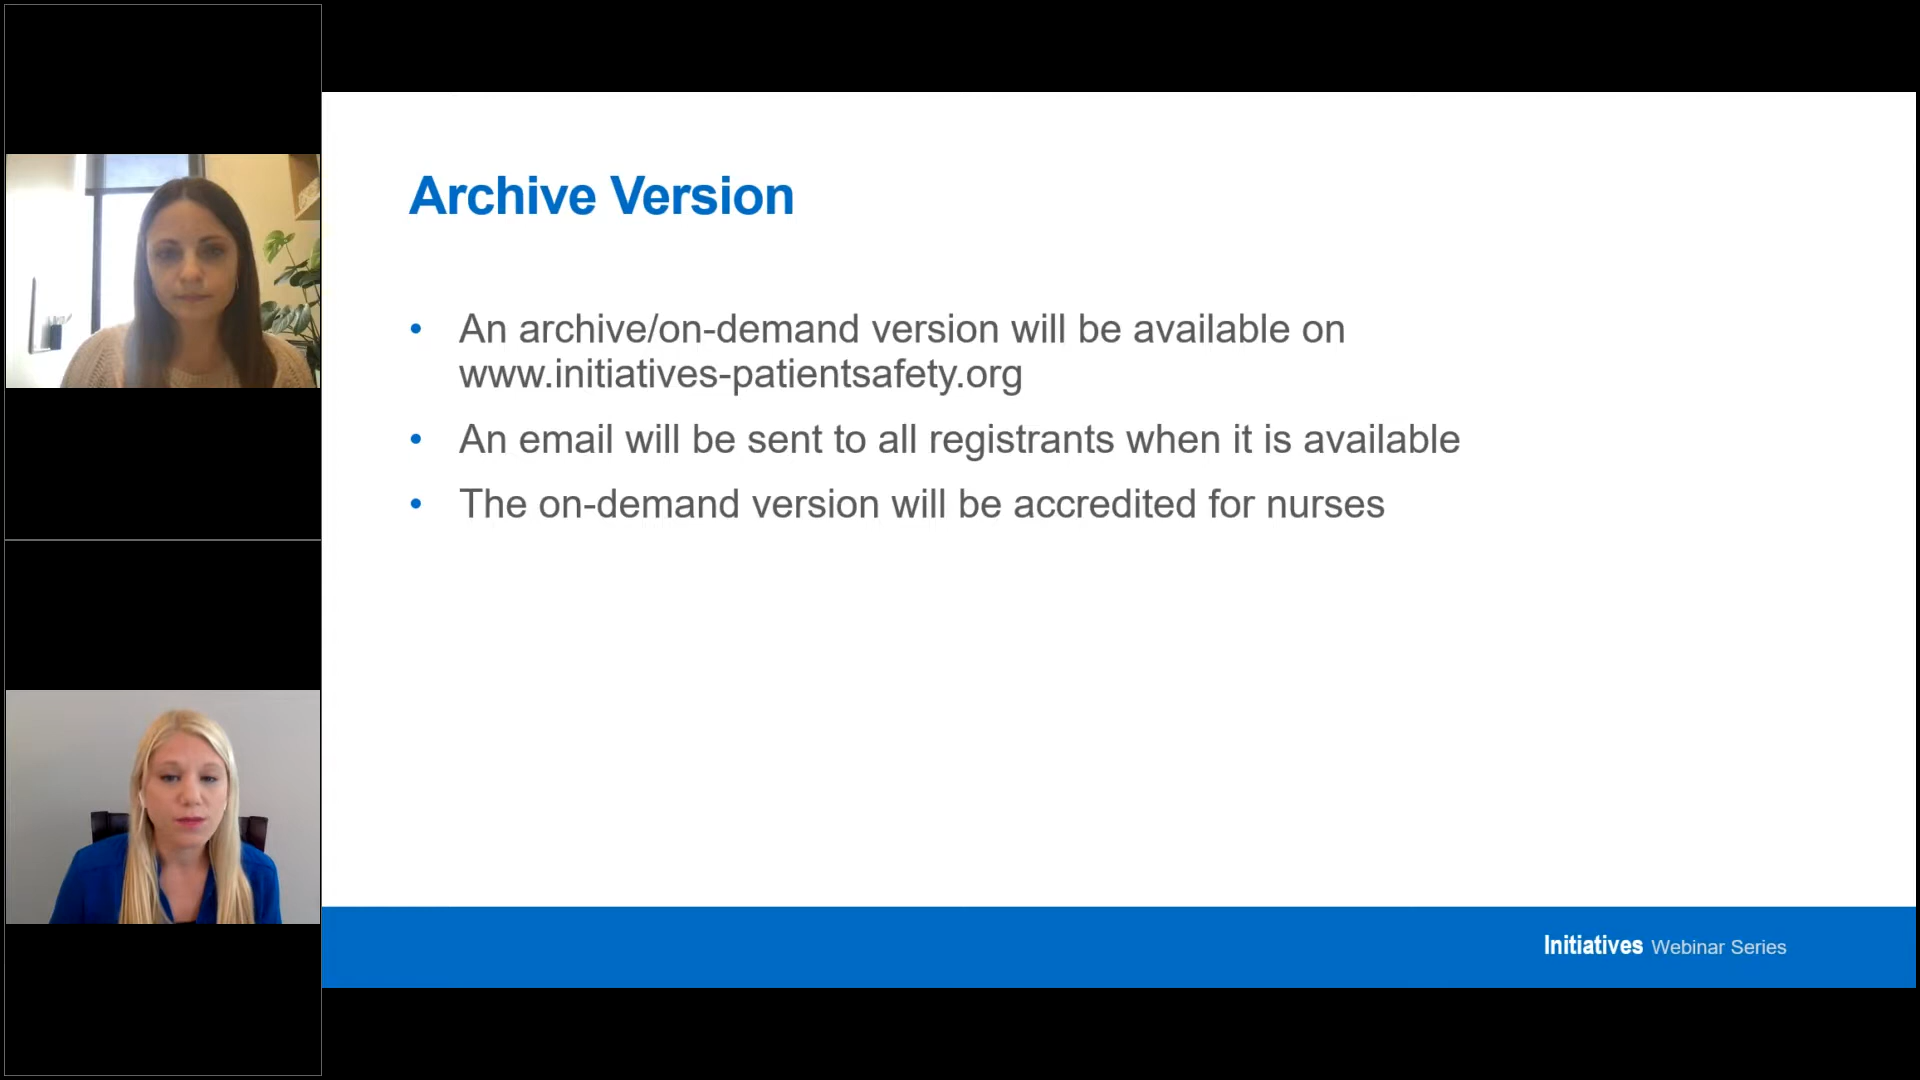 Archive Version
• An archive/on-demand version will be available on
www.initiatives-patientsafety.org
• An email will be sent to all registrants when it is available
• The on-demand version will be accredited for nurses
Initiatives Webinar Series